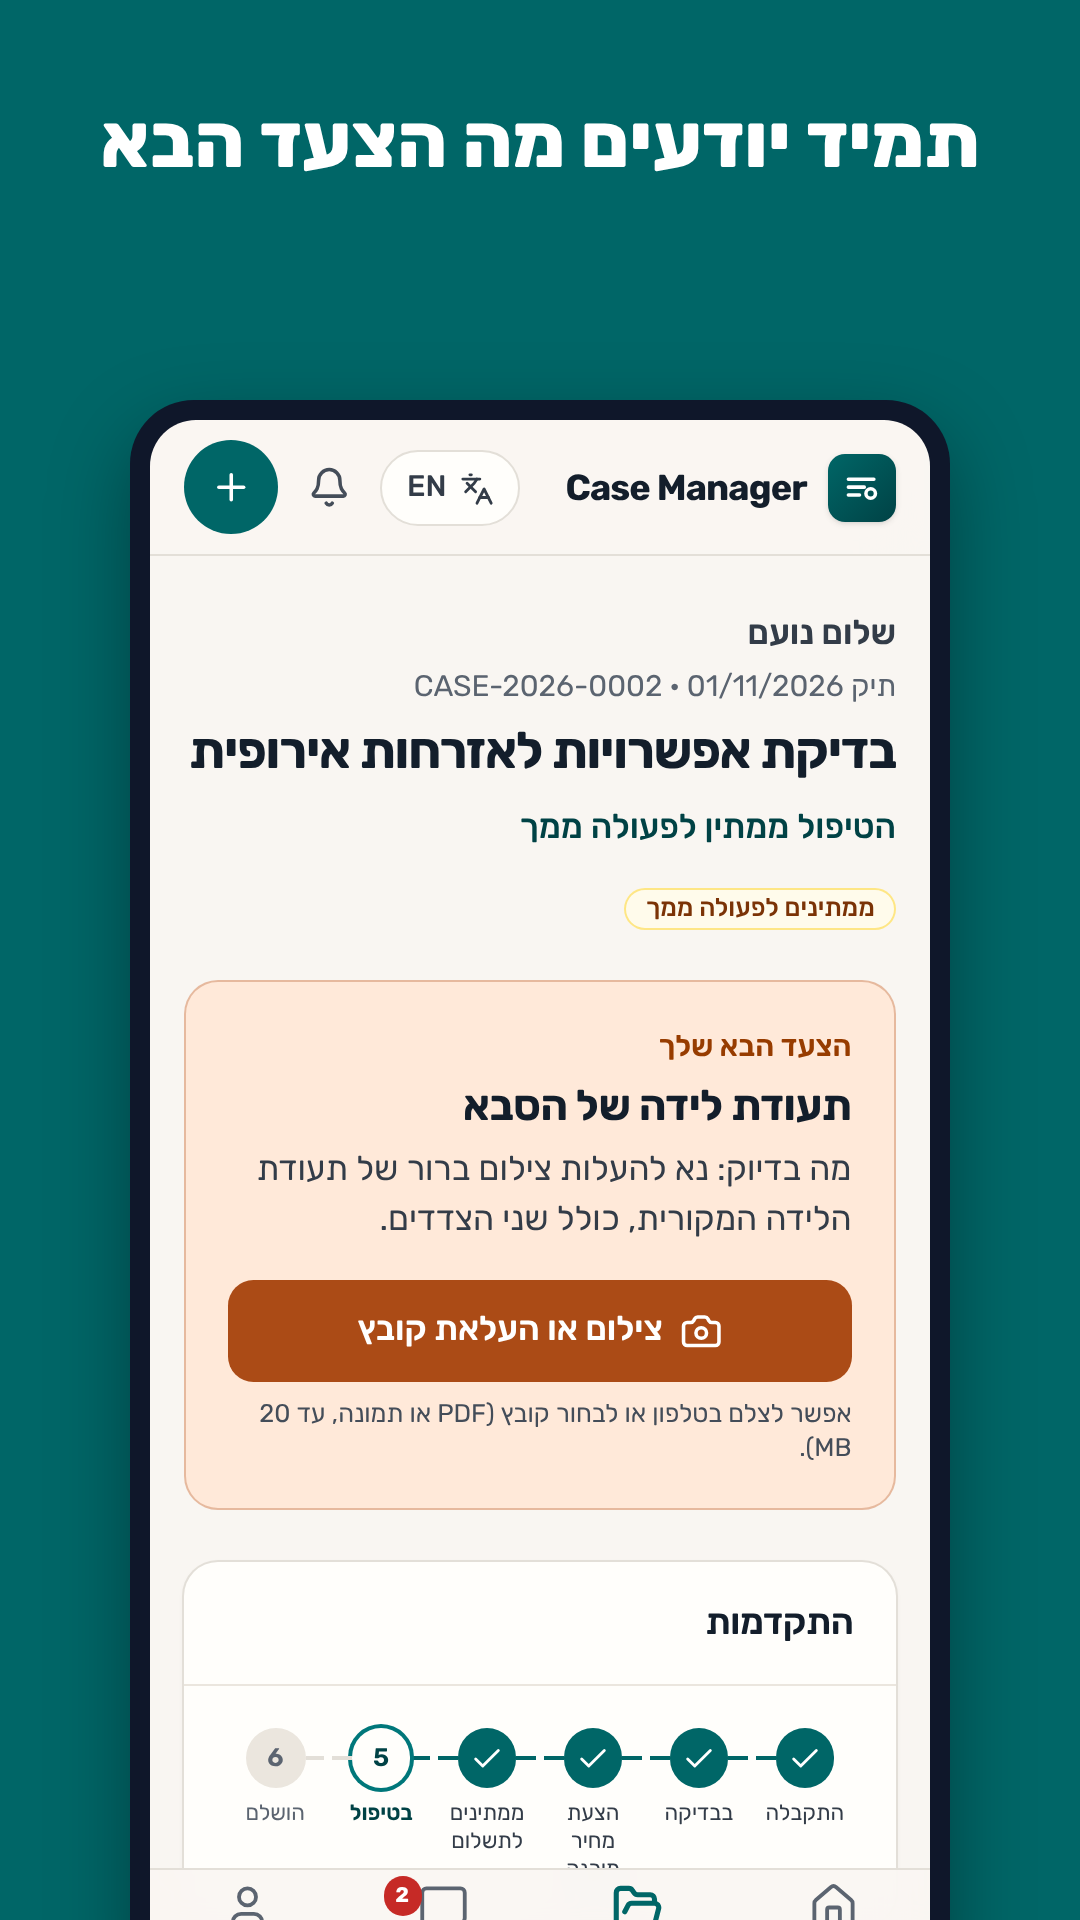 תמיד יודעים מה הצעד הבא
Case Manager
EN
שלום נועם
תיק CASE-2026-0002 • 01/11/2026
בדיקת אפשרויות לאזרחות אירופית
הטיפול ממתין לפעולה ממך
ממתינים לפעולה ממך
הצעד הבא שלך
תעודת לידה של הסבא
מה בדיוק: נא להעלות צילום ברור של תעודת
הלידה המקורית, כולל שני הצדדים.
צילום או העלאת קובץ
אפשר לצלם בטלפון או לבחור קובץ (PDF או תמונה, עד 20
MB).
התקדמות
התקבלה
בבדיקה
הצעת
מחיר
ממתינים
לתשלום
5
בטיפול
6
הושלם
2